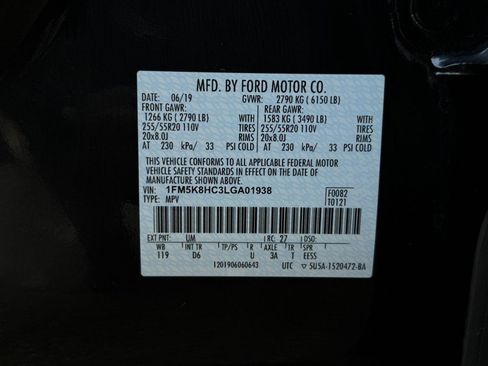 MFD. BY FORD MOTOR CO.
DATE: 06/19 GVWR: 2790 KG ( 6150 LB)
FRONT GAWR: REAR GAWR:
1266 KG ( 2790 LB) WITH 1583 KG ( 3490 LB) WITH
255/55R20 110V TIRES 255/55R20 110V TIRES
20x8.0J RIMS 20x8.0J RIMS
AT 230 kPa/ 33 PSI COLD AT 230 kPa/ 33 PSI COLD
THIS VEHICLE CONFORMS TO ALL APPLICABLE FEDERAL MOTOR
VEHICLE SAFETY STANDARDS IN EFFECT ON THE DATE OF
MANUFACTURE SHOWN ABOVE.
VIN: 1FM5K8HC3LGA01938 F0082
TYPE: MPV T0121
EXT PNT: UM RC: 27 DSO:
WB INT TR TP/PS R AXLE TR SPR
119 D6 U 3A T EESS
1201906060643 UTC 5U5A-1520472-BA